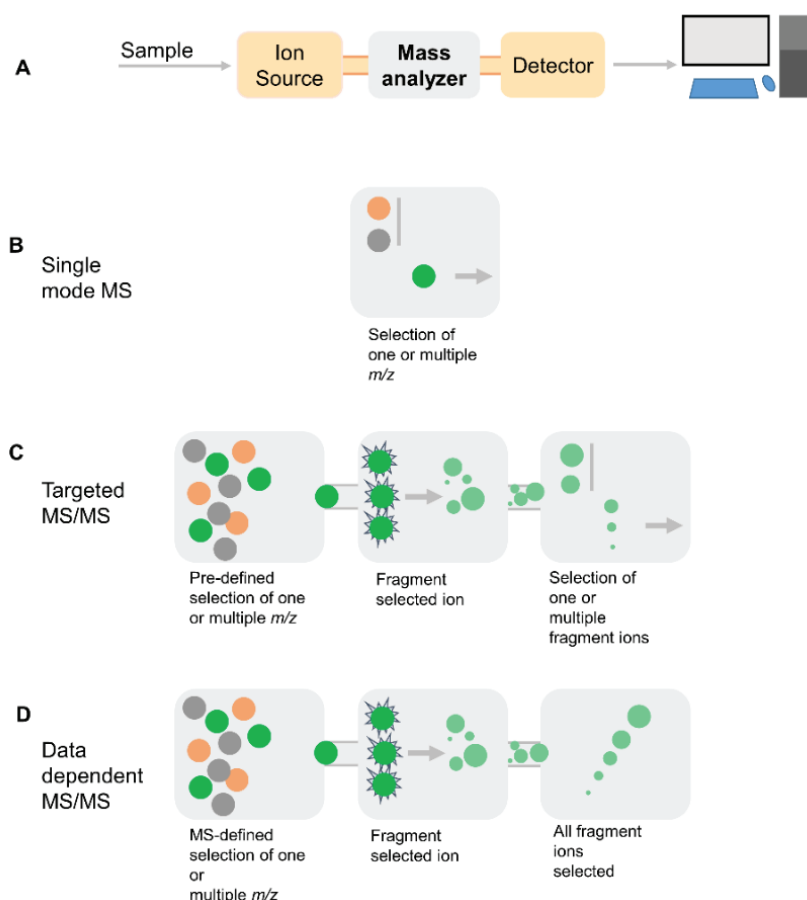 A
Sample
Ion
Source
Mass
analyzer
Detector
B
Single
mode MS
Selection of
one or multiple
m/z
C
Targeted
MS/MS
Pre-defined
selection of one
or multiple m/z
Fragment
selected ion
Selection of
one or
multiple
fragment ions
D
Data
dependent
MS/MS
MS-defined
selection of one
or
multiple m/z
Fragment
selected ion
All fragment
ions
selected